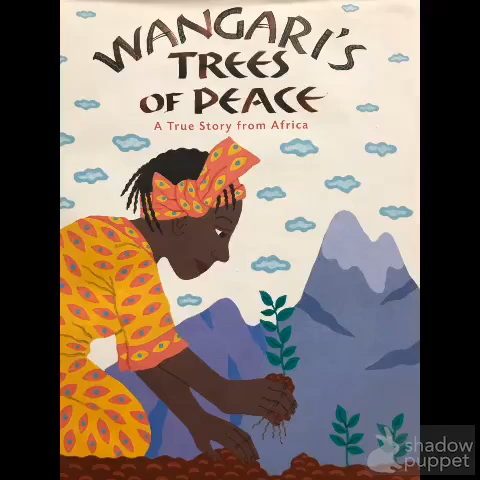 WANGARI'S
TREES
OF PEACE
A True Story from Africa
shadow
puppet